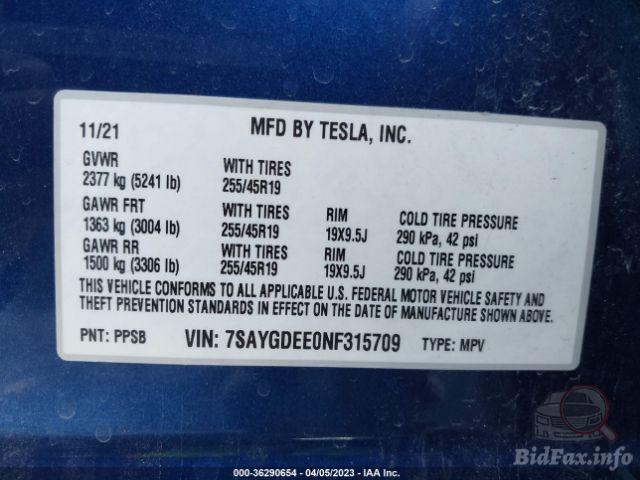 11/21 MFD BY TESLA, INC.
GVWR WITH TIRES
2377 kg (5241 lb) 255/45R19
GAWR FRT WITH TIRES RIM COLD TIRE PRESSURE
1363 kg (3004 lb) 255/45R19 19X9.5J 290 kPa, 42 psi
GAWR RR WITH TIRES RIM COLD TIRE PRESSURE
1500 kg (3306 lb) 255/45R19 19X9.5J 290 kPa, 42 psi
THIS VEHICLE CONFORMS TO ALL APPLICABLE U.S. FEDERAL MOTOR VEHICLE SAFETY AND
THEFT PREVENTION STANDARDS IN EFFECT ON THE DATE OF MANUFACTURE SHOWN ABOVE.
PNT: PPSB VIN: 7SAYGDEE0NF315709 TYPE: MPV
BidFax.info
000-36290654 - 04/05/2023 - IAA Inc.